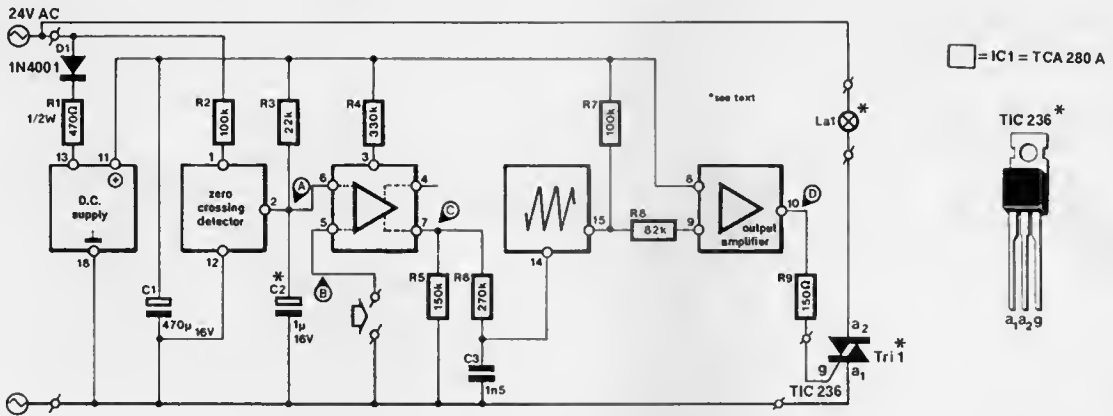 24V AC
D1
1N4001
R1
1/2W
470Ω
R2
100k
R3
22k
R4
330k
13
11
D.C.
supply
18
1
zero
crossing
detector
2
12
C1
470µ 16V
*
C2
1µ
16V
A
6
5
3
4
7
B
C
R5
150k
R6
270k
C3
1n5
15
14
R7
100k
R8
82k
*see text
8
9
10
output
amplifier
D
R9
150Ω
La1 *
a2
Tri1 *
g
a1
TIC 236
= IC1 = TCA 280 A
TIC 236 *
a1 a2 g